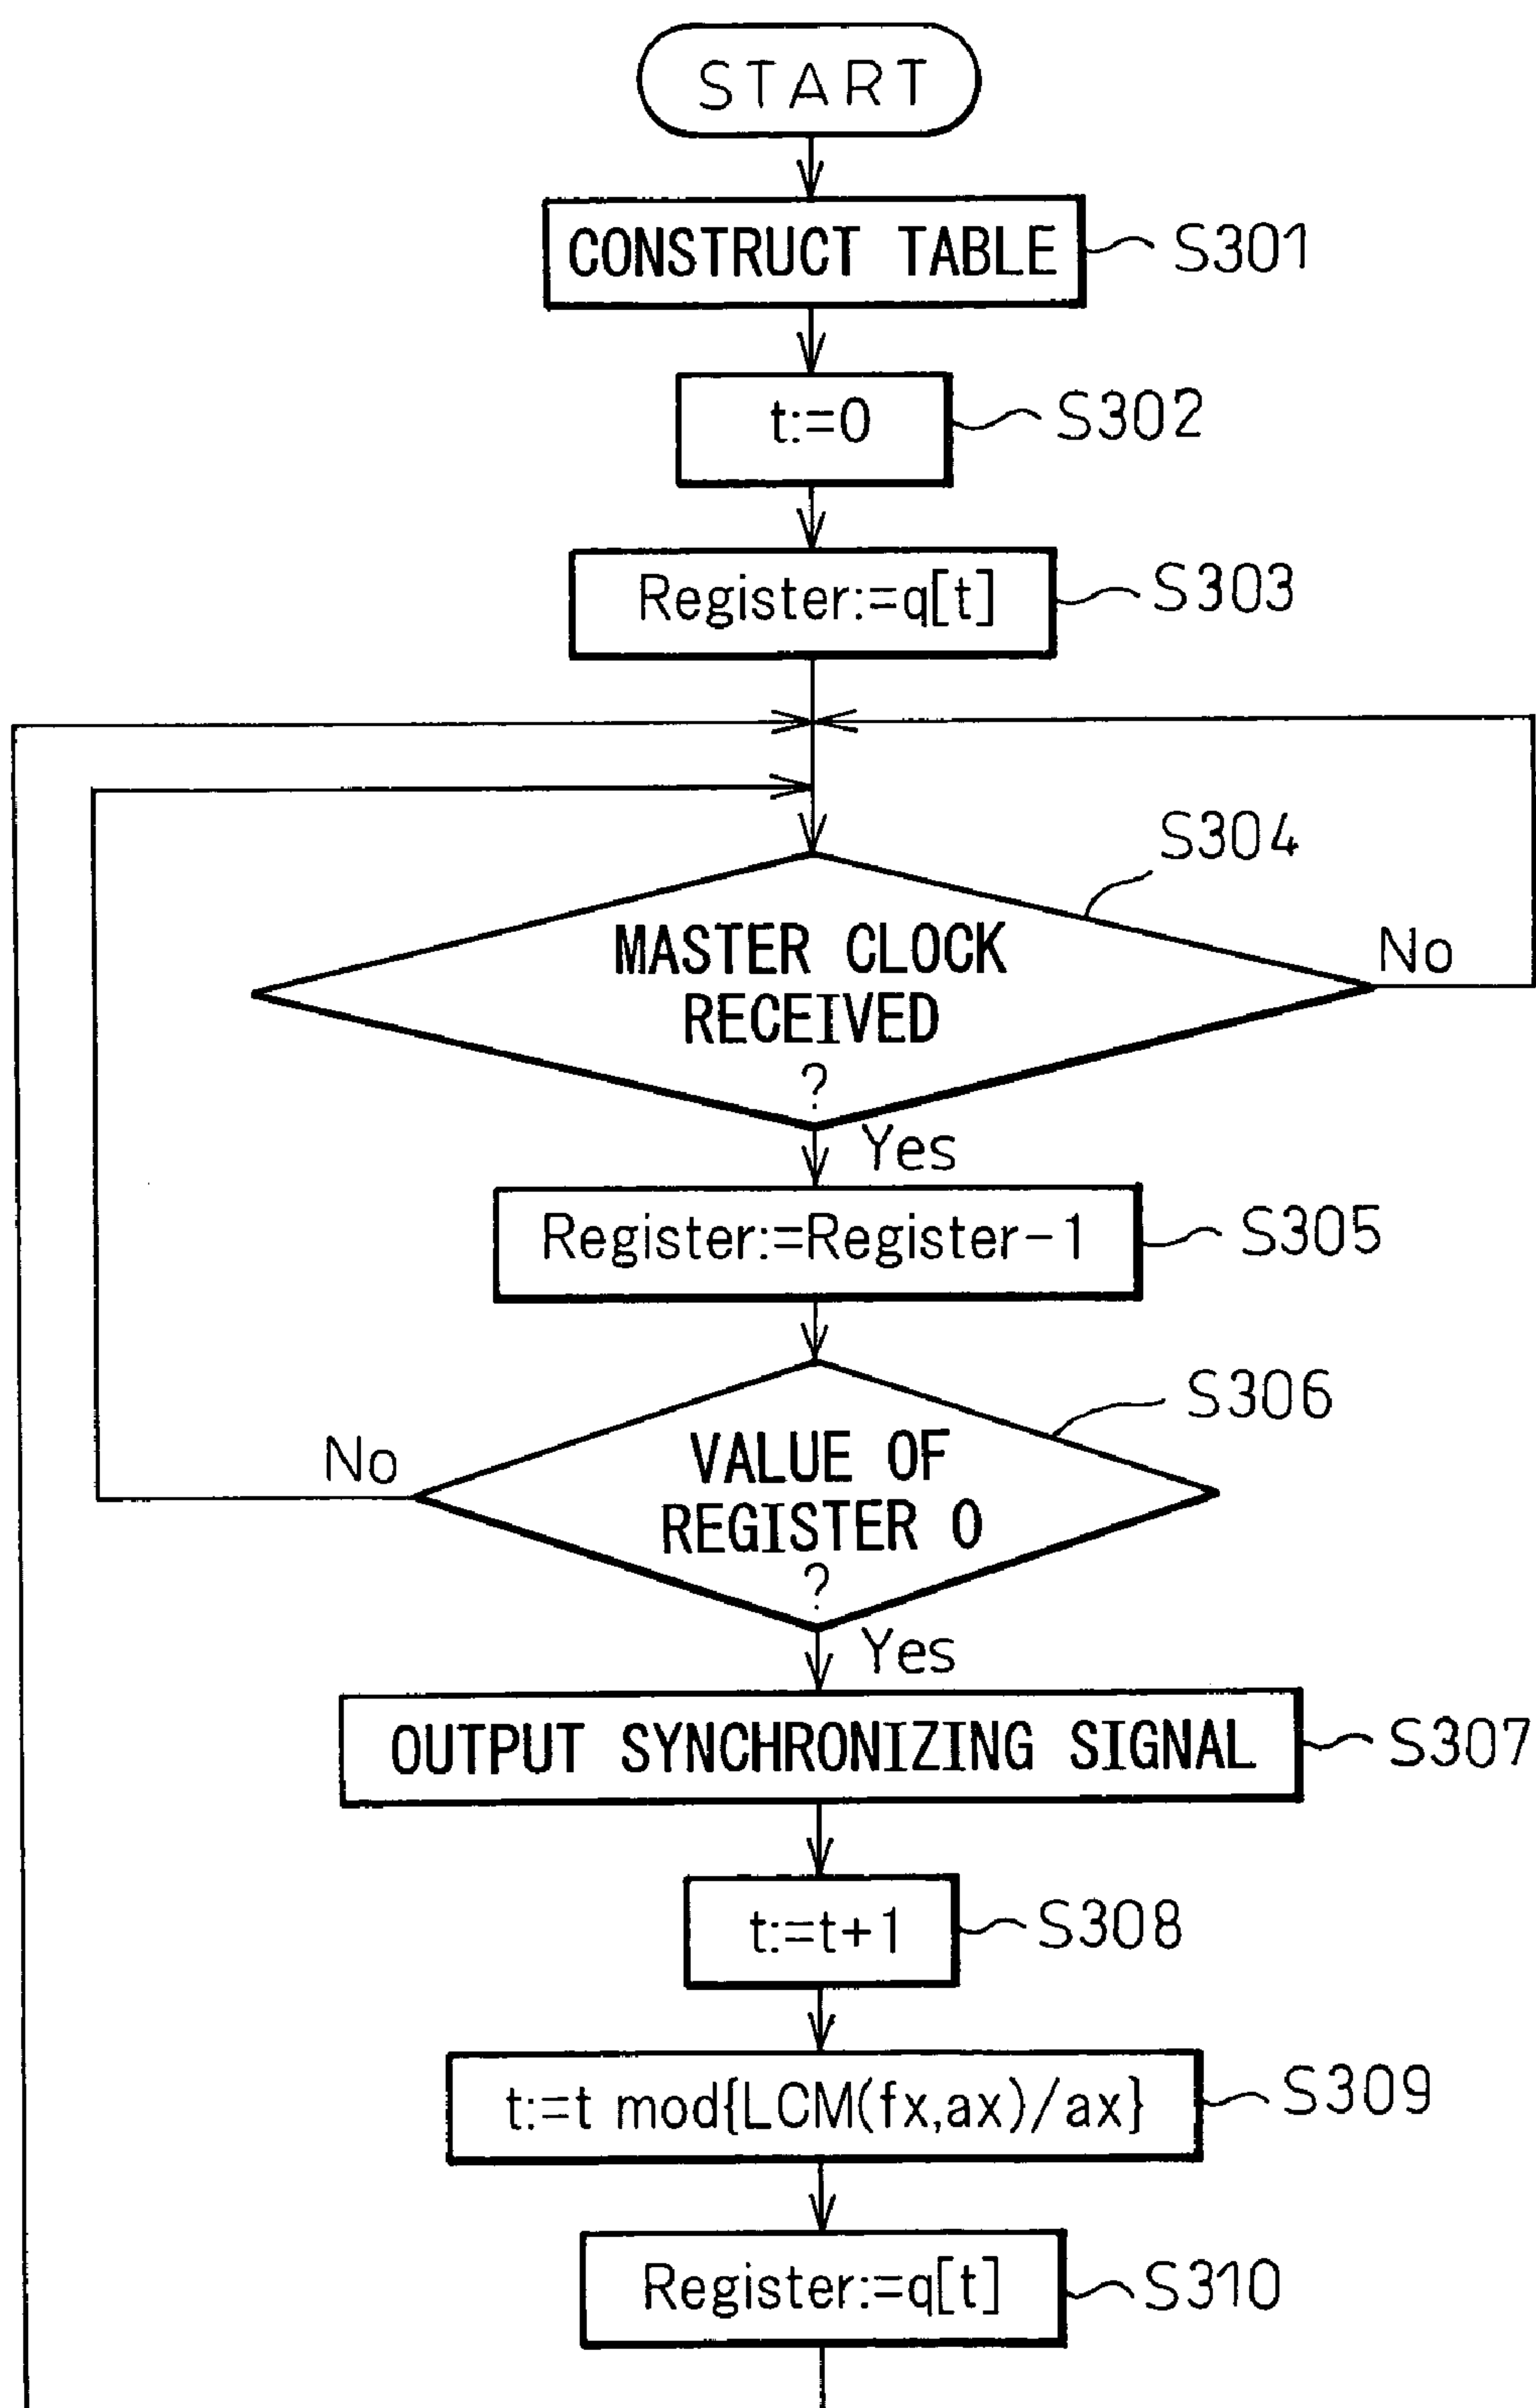 START
CONSTRUCT TABLE
S301
t:=0
S302
Register:=q[t]
S303
S304
MASTER CLOCK
RECEIVED
?
No
Yes
Register:=Register-1
S305
S306
VALUE OF
REGISTER 0
?
No
Yes
OUTPUT SYNCHRONIZING SIGNAL
S307
t:=t+1
S308
t:=t mod{LCM(fx,ax)/ax}
S309
Register:=q[t]
S310